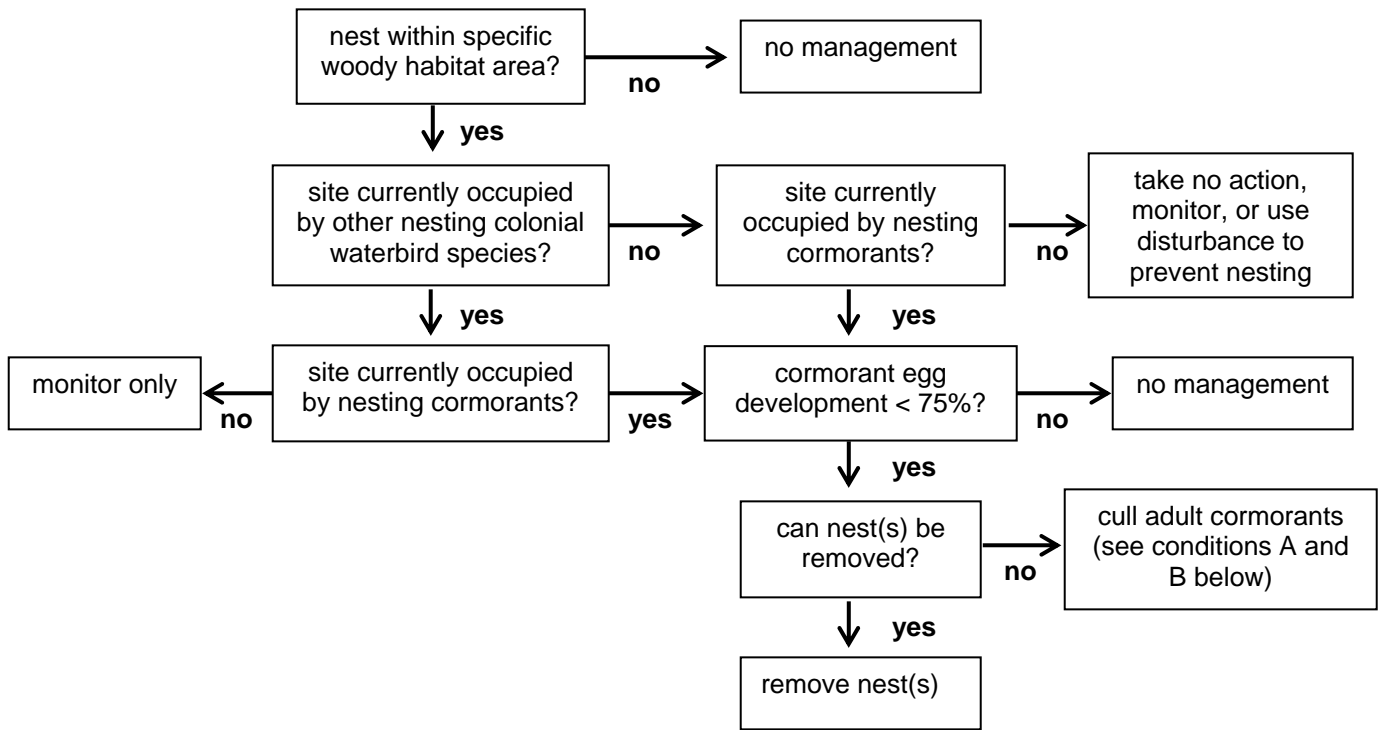 nest within specific
woody habitat area?
no
no management
yes
site currently occupied
by other nesting colonial
waterbird species?
no
site currently
occupied by nesting
cormorants?
no
take no action,
monitor, or use
disturbance to
prevent nesting
yes
yes
monitor only
no
site currently occupied
by nesting cormorants?
yes
cormorant egg
development < 75%?
no
no management
yes
can nest(s) be
removed?
no
cull adult cormorants
(see conditions A and
B below)
yes
remove nest(s)